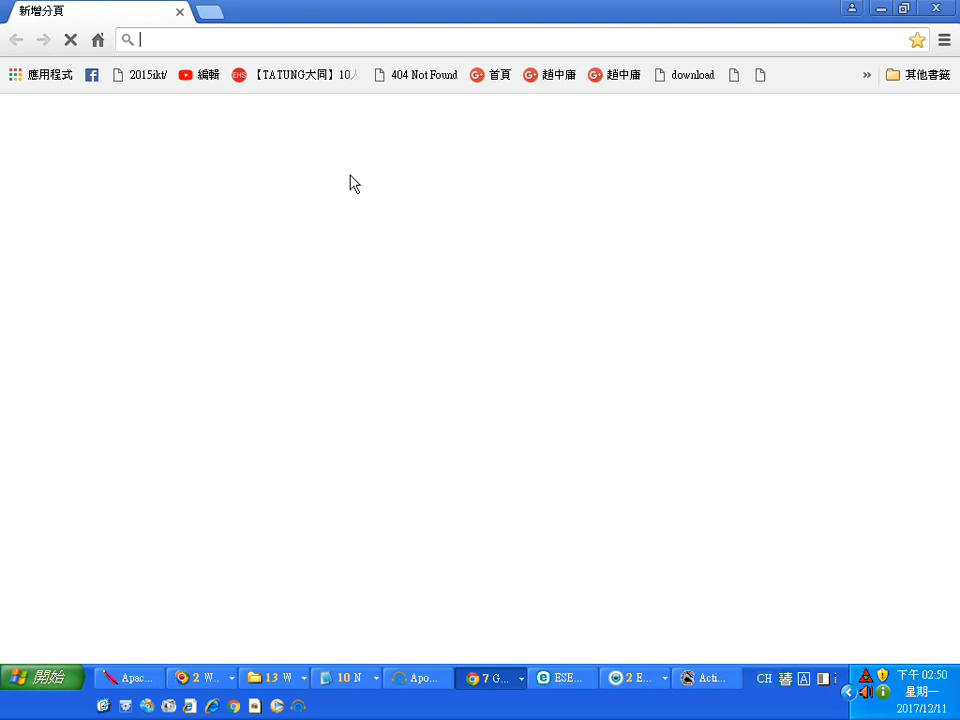 新增分頁
應用程式
2015ikt/
編輯
【TATUNG大同】10
404 Not Found
首頁
趙中庸
趙中庸
download
»
其他書籤
開始
Apac...
2 W...
13 W
10 N
Apo...
7 G...
ESE...
2 E...
Acti...
CH
A
下午 02:50
星期一
2017/12/11